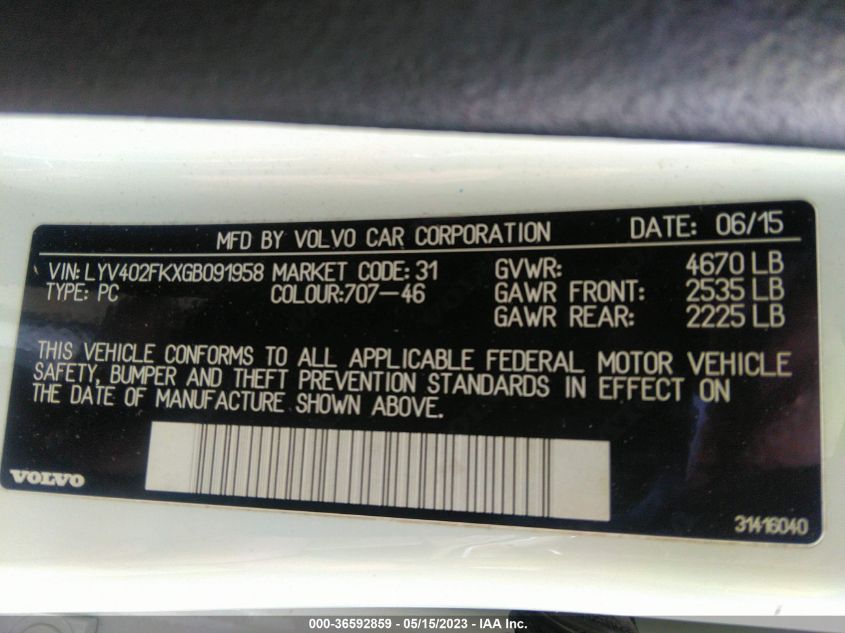 MFD BY VOLVO CAR CORPORATION DATE: 06/15
VIN: LYV402FKXGB091958 MARKET CODE: 31 GVWR: 4670 LB
TYPE: PC COLOUR:707-46 GAWR FRONT: 2535 LB
GAWR REAR: 2225 LB
THIS VEHICLE CONFORMS TO ALL APPLICABLE FEDERAL MOTOR VEHICLE
SAFETY, BUMPER AND THEFT PREVENTION STANDARDS IN EFFECT ON
THE DATE OF MANUFACTURE SHOWN ABOVE.
VOLVO
31416040
000-36592859 - 05/15/2023 - IAA Inc.